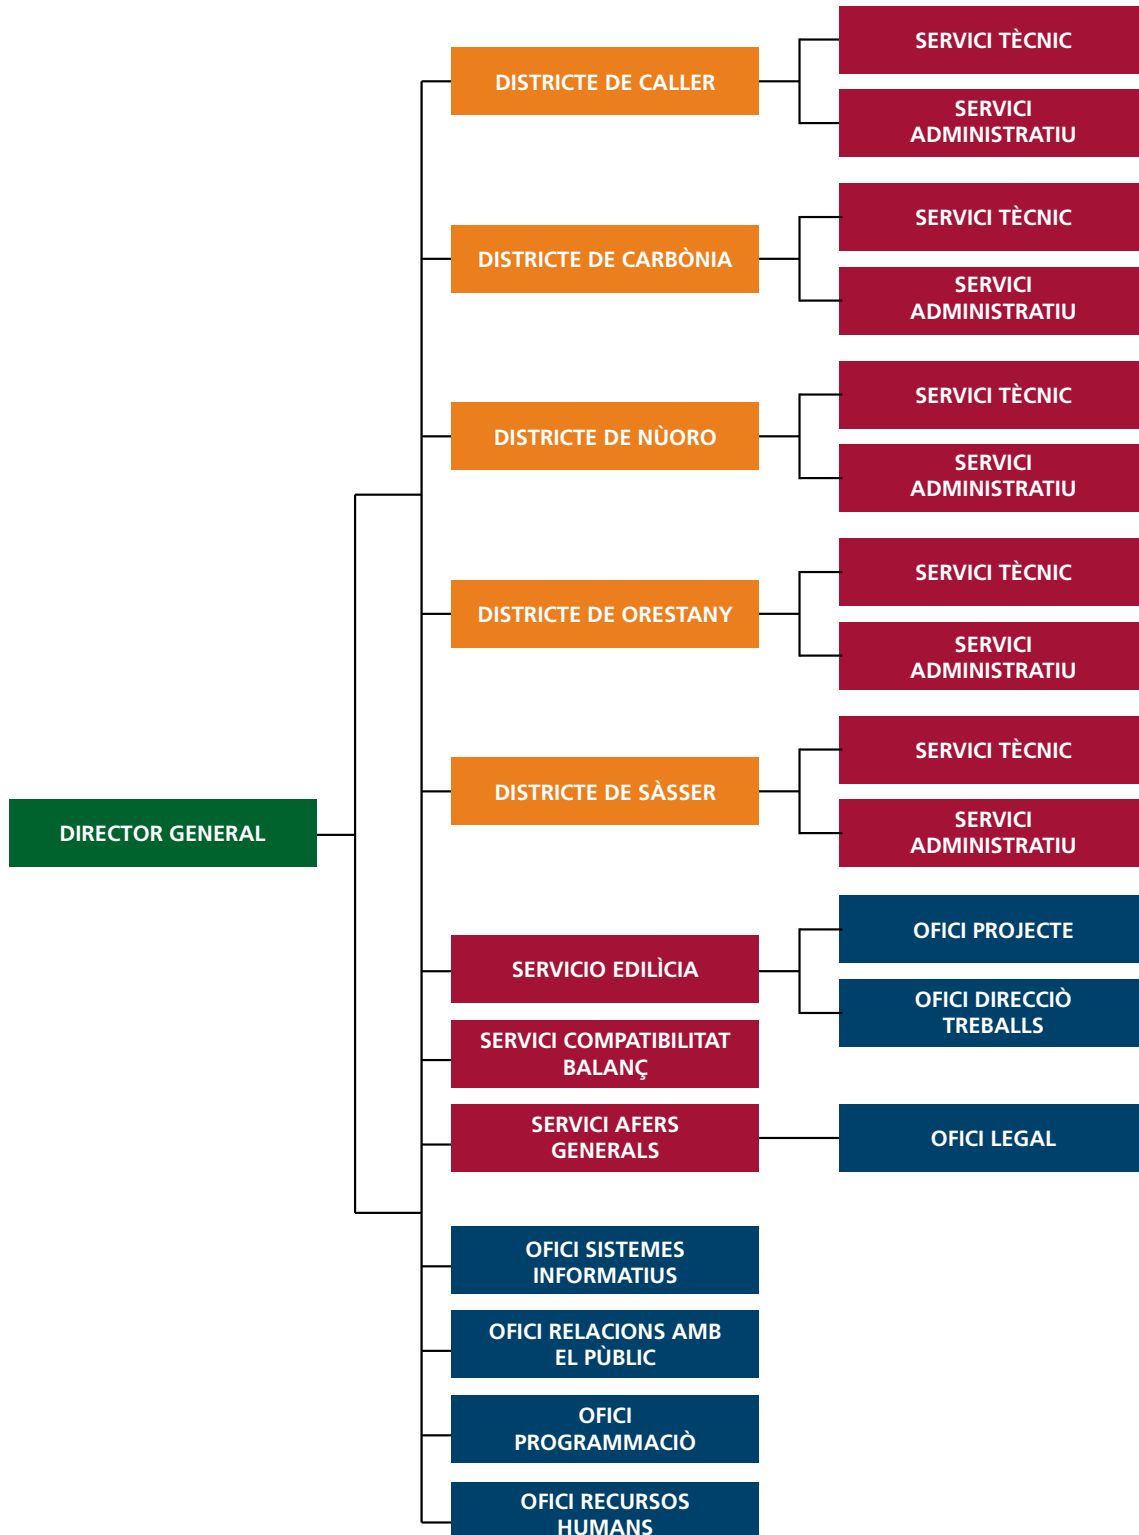 DIRECTOR GENERAL
DISTRICTE DE CALLER
SERVICI TÈCNIC
SERVICI
ADMINISTRATIU
DISTRICTE DE CARBÒNIA
SERVICI TÈCNIC
SERVICI
ADMINISTRATIU
DISTRICTE DE NÙORO
SERVICI TÈCNIC
SERVICI
ADMINISTRATIU
DISTRICTE DE ORESTANY
SERVICI TÈCNIC
SERVICI
ADMINISTRATIU
DISTRICTE DE SÀSSER
SERVICI TÈCNIC
SERVICI
ADMINISTRATIU
SERVICIO EDILÌCIA
OFICI PROJECTE
OFICI DIRECCIÒ
TREBALLS
SERVICI COMPATIBILITAT
BALANÇ
SERVICI AFERS
GENERALS
OFICI LEGAL
OFICI SISTEMES
INFORMATIUS
OFICI RELACIONS AMB
EL PÙBLIC
OFICI
PROGRAMMACIÒ
OFICI RECURSOS
HUMANS